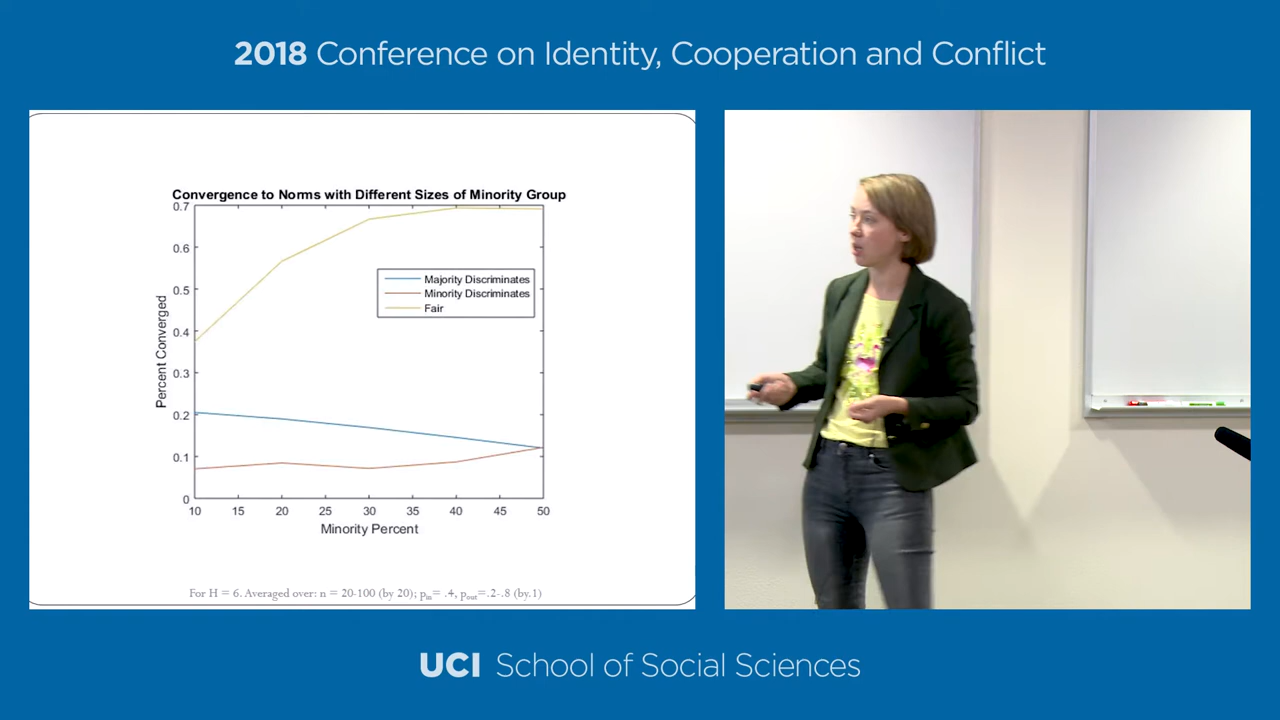 2018 Conference on Identity, Cooperation and Conflict
Convergence to Norms with Different Sizes of Minority Group
0.7
0.6
0.5
0.4
0.3
0.2
0.1
0
Percent Converged
Majority Discriminates
Minority Discriminates
Fair
10 15 20 25 30 35 40 45 50
Minority Percent
For H = 6. Averaged over: n = 20-100 (by 20); pin= .4, pout=.2-.8 (by.1)
UCI School of Social Sciences